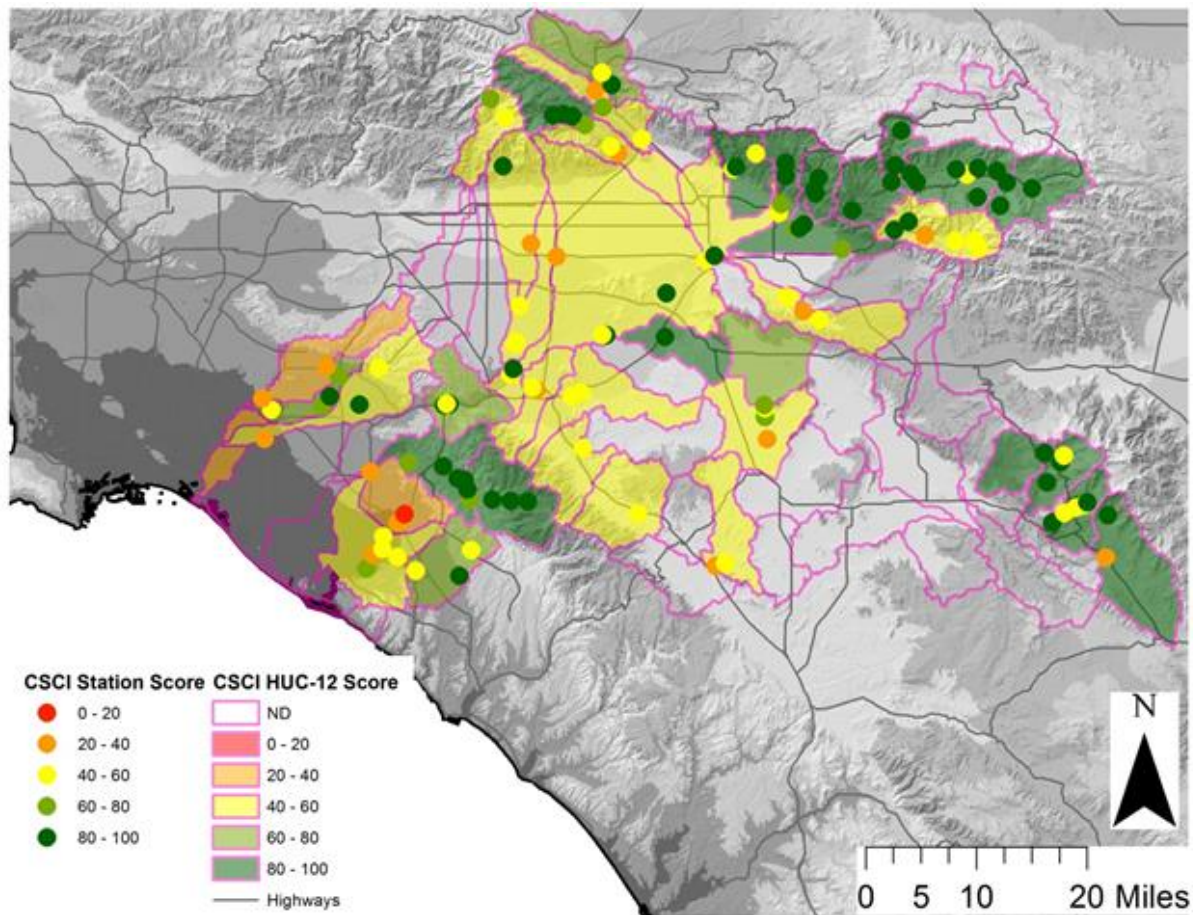 CSCI Station Score CSCI HUC-12 Score
0 - 20 ND
20 - 40 0 - 20
40 - 60 20 - 40
60 - 80 40 - 60
80 - 100 60 - 80
80 - 100
Highways
N
0 5 10 20 Miles